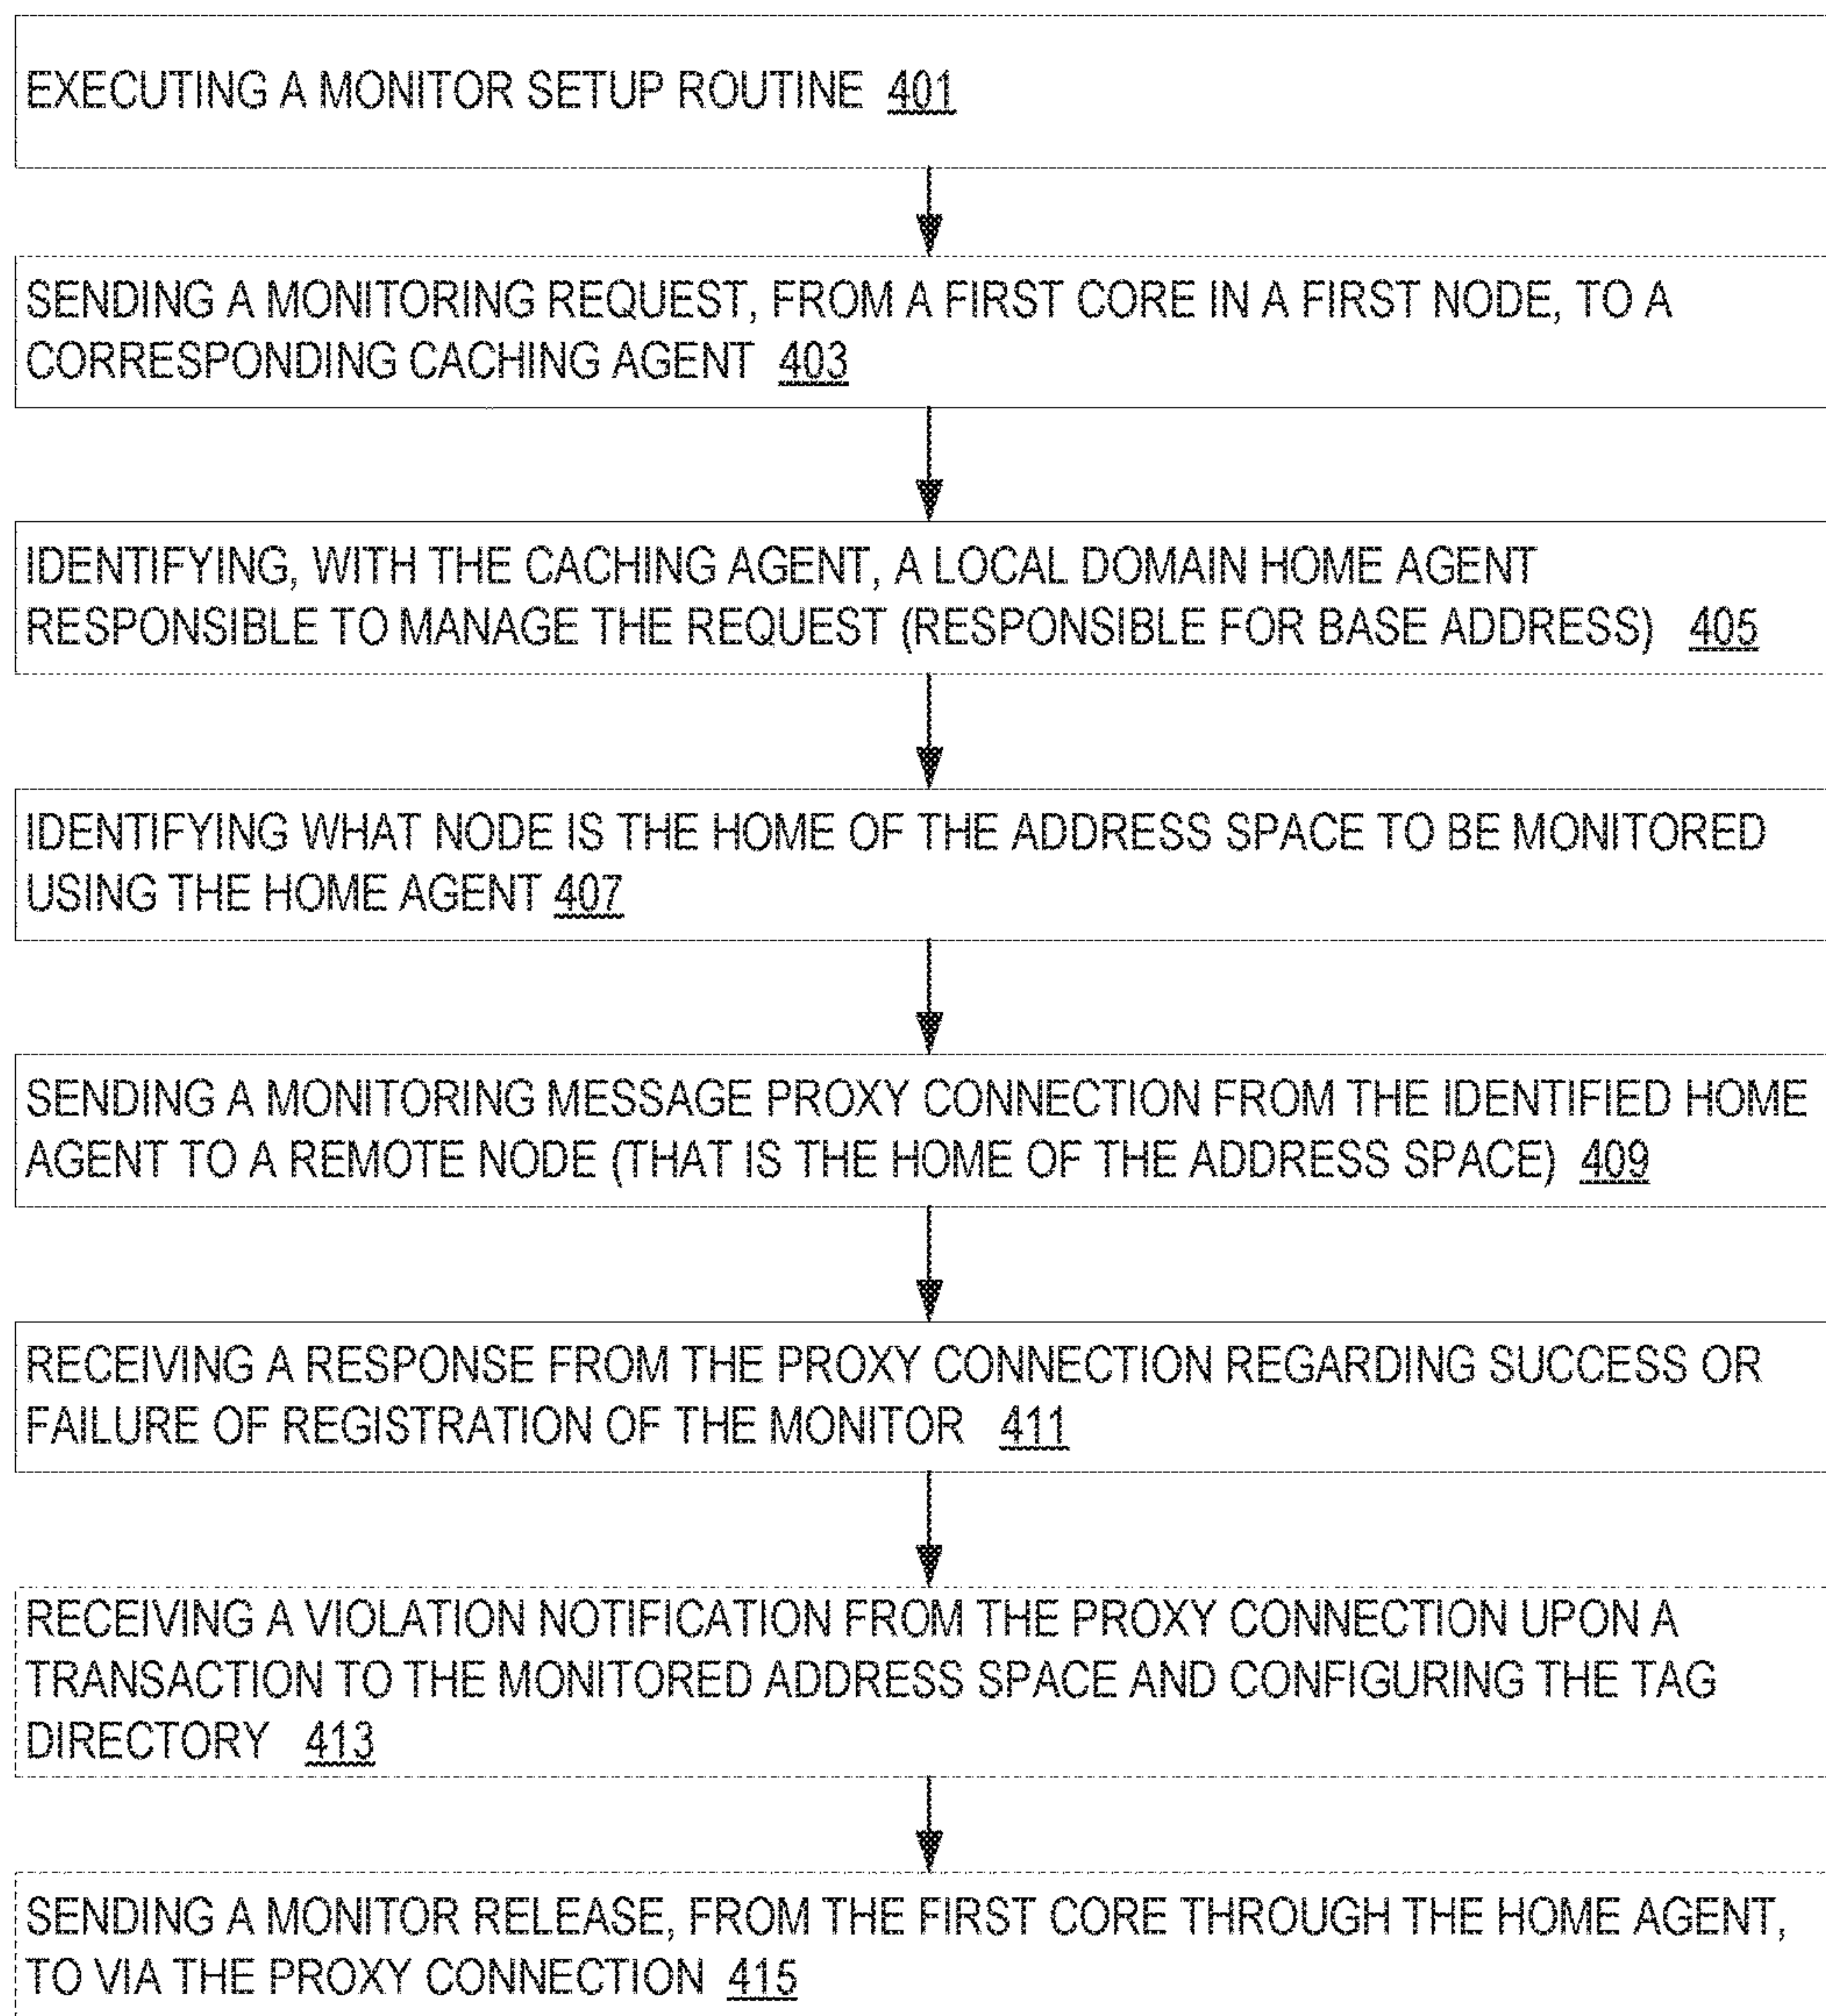 EXECUTING A MONITOR SETUP ROUTINE 401
SENDING A MONITORING REQUEST, FROM A FIRST CORE IN A FIRST NODE, TO A
CORRESPONDING CACHING AGENT 403
IDENTIFYING, WITH THE CACHING AGENT, A LOCAL DOMAIN HOME AGENT
RESPONSIBLE TO MANAGE THE REQUEST (RESPONSIBLE FOR BASE ADDRESS) 405
IDENTIFYING WHAT NODE IS THE HOME OF THE ADDRESS SPACE TO BE MONITORED
USING THE HOME AGENT 407
SENDING A MONITORING MESSAGE PROXY CONNECTION FROM THE IDENTIFIED HOME
AGENT TO A REMOTE NODE (THAT IS THE HOME OF THE ADDRESS SPACE) 409
RECEIVING A RESPONSE FROM THE PROXY CONNECTION REGARDING SUCCESS OR
FAILURE OF REGISTRATION OF THE MONITOR 411
RECEIVING A VIOLATION NOTIFICATION FROM THE PROXY CONNECTION UPON A
TRANSACTION TO THE MONITORED ADDRESS SPACE AND CONFIGURING THE TAG
DIRECTORY 413
SENDING A MONITOR RELEASE, FROM THE FIRST CORE THROUGH THE HOME AGENT,
TO VIA THE PROXY CONNECTION 415